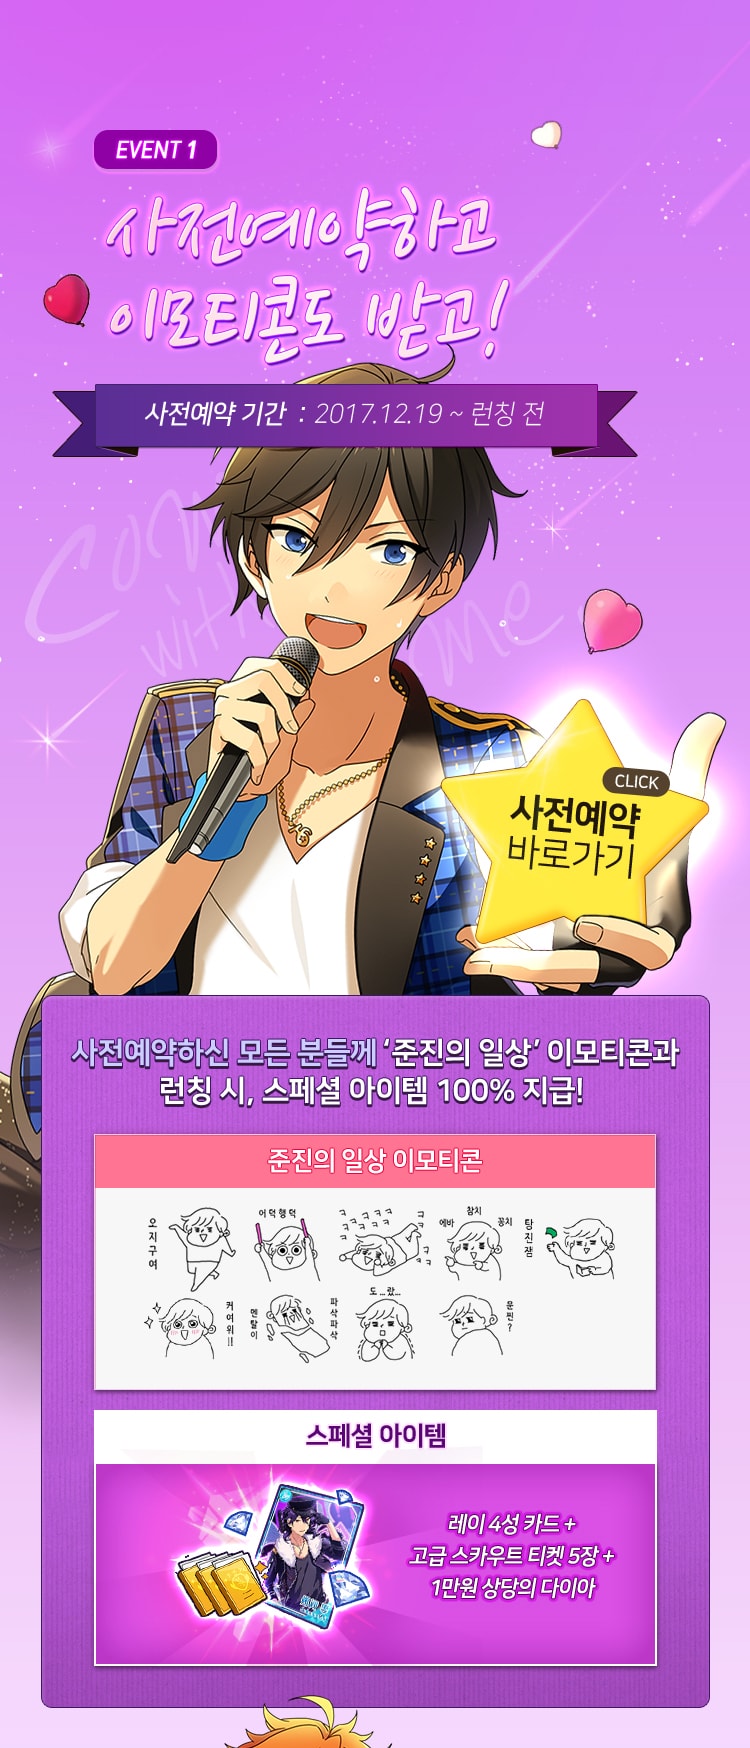 EVENT 1
사전예약하고
이모티콘도 받고!
사전예약 기간 : 2017.12.19 ~ 런칭 전
Come
with me
CLICK
사전예약
바로가기
사전예약하신 모든 분들께 ‘준진의 일상’ 이모티콘과
런칭 시, 스페셜 아이템 100% 지급!
준진의 일상 이모티콘
오지구여
어덕행덕
ㅋㅋㅋㅋㅋㅋㅋㅋㅋ
ㅋㅋ
ㅋㅋㅋ
참치
에바 꽁치
탕진잼
커여워!!
멘탈이
파삭파삭
도...랐...
문찐?
스페셜 아이템
레이 4성 카드 +
고급 스카우트 티켓 5장 +
1만원 상당의 다이아